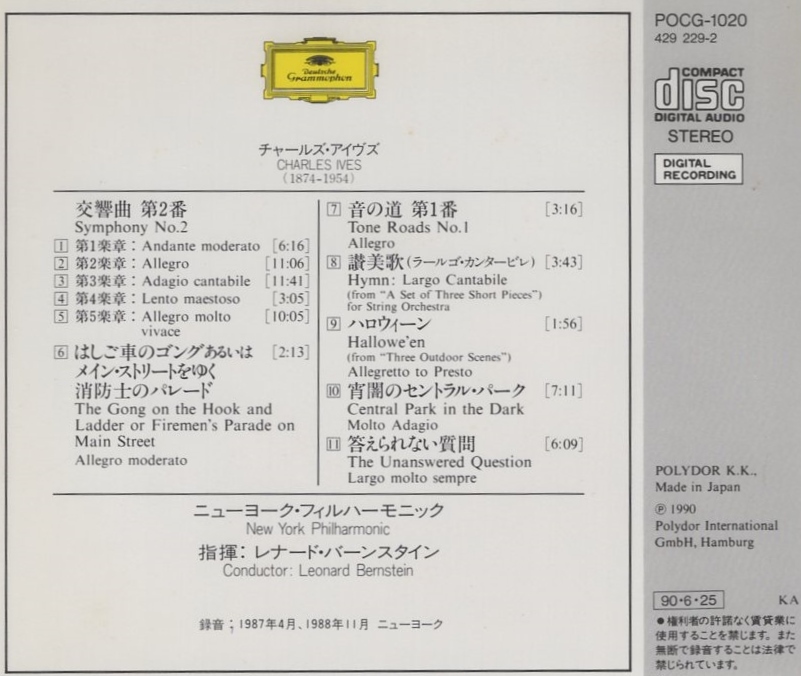 Deutsche
Grammophon
チャールズ・アイヴズ
CHARLES IVES
(1874-1954)
交響曲 第2番
Symphony No.2
1 第1楽章：Andante moderato [6:16]
2 第2楽章：Allegro [11:06]
3 第3楽章：Adagio cantabile [11:41]
4 第4楽章：Lento maestoso [3:05]
5 第5楽章：Allegro molto [10:05]
vivace
6 はしご車のゴングあるいは [2:13]
メイン・ストリートをゆく
消防士のパレード
The Gong on the Hook and
Ladder or Firemen's Parade on
Main Street
Allegro moderato
7 音の道 第1番 [3:16]
Tone Roads No.1
Allegro
8 讃美歌(ラールゴ・カンタービレ) [3:43]
Hymn: Largo Cantabile
(from “A Set of Three Short Pieces”)
for String Orchestra
9 ハロウィーン [1:56]
Hallowe'en
(from “Three Outdoor Scenes”)
Allegretto to Presto
10 宵闇のセントラル・パーク [7:11]
Central Park in the Dark
Molto Adagio
11 答えられない質問 [6:09]
The Unanswered Question
Largo molto sempre
ニューヨーク・フィルハーモニック
New York Philharmonic
指揮：レナード・バーンスタイン
Conductor: Leonard Bernstein
録音；1987年4月、1988年11月 ニューヨーク
POCG-1020
429 229-2
COMPACT
disc
DIGITAL AUDIO
STEREO
DIGITAL
RECORDING
POLYDOR K.K.,
Made in Japan
℗ 1990
Polydor International
GmbH, Hamburg
90・6・25 KA
●権利者の許諾なく賃貸業に
使用することを禁じます。また
無断で録音することは法律で
禁じられています。